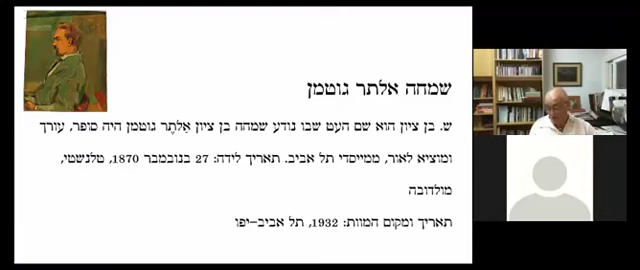 שמחה אלתר גוטמן
ש. בן ציון הוא שם העט שבו נודע שמחה בן ציון אַלְתֶר גוטמן היה סופר, עורך
ומוציא לאור, ממייסדי תל אביב. תאריך לידה: 27 בנובמבר 1870, טלנשטי,
מולדובה
תאריך ומקום המוות: 1932, תל אביב–יפו